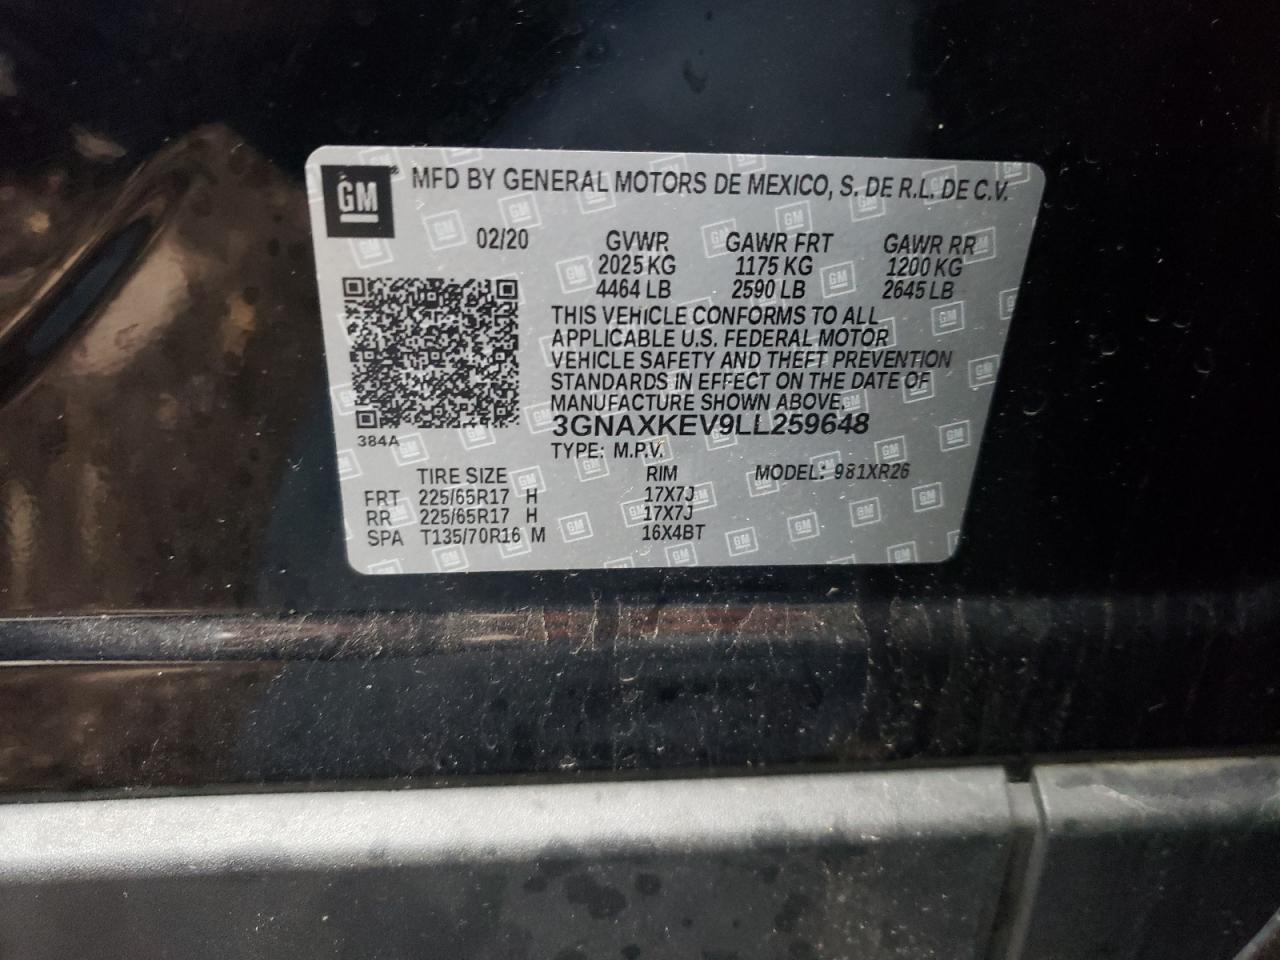 GM MFD BY GENERAL MOTORS DE MEXICO, S. DE R.L. DE C.V.
02/20 GVWR GAWR FRT GAWR RR
2025 KG 1175 KG 1200 KG
4464 LB 2590 LB 2645 LB
THIS VEHICLE CONFORMS TO ALL
APPLICABLE U.S. FEDERAL MOTOR
VEHICLE SAFETY AND THEFT PREVENTION
STANDARDS IN EFFECT ON THE DATE OF
MANUFACTURE SHOWN ABOVE.
3GNAXKEV9LL259648
384A
TYPE: M.P.V.
TIRE SIZE RIM MODEL: 981XR26
FRT 225/65R17 H 17X7J
RR 225/65R17 H 17X7J
SPA T135/70R16 M 16X4BT